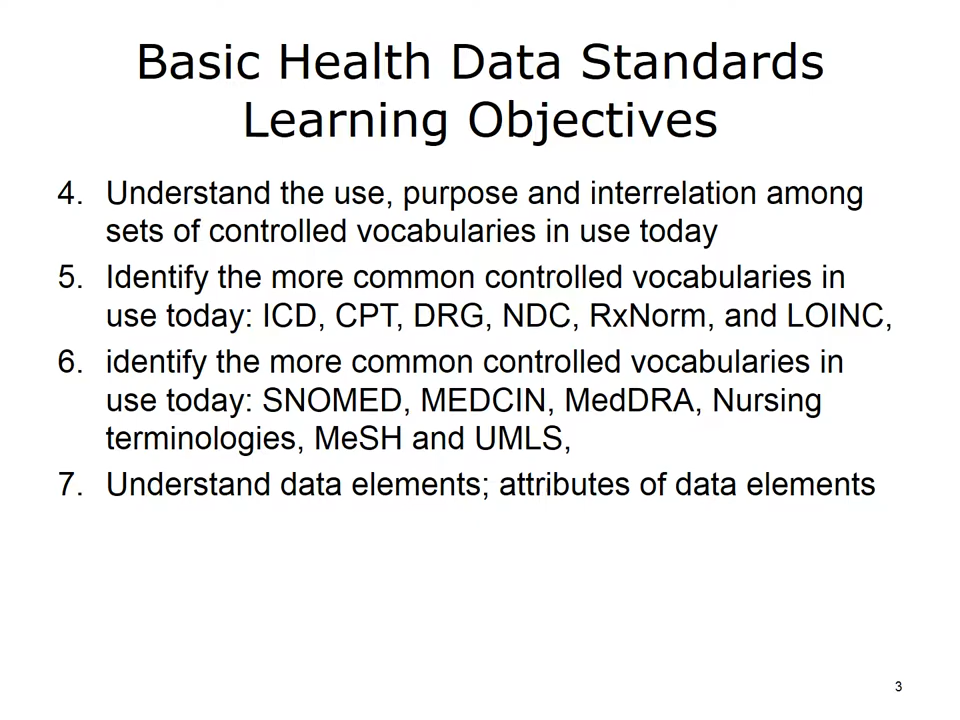 Basic Health Data Standards
Learning Objectives
4. Understand the use, purpose and interrelation among
sets of controlled vocabularies in use today
5. Identify the more common controlled vocabularies in
use today: ICD, CPT, DRG, NDC, RxNorm, and LOINC,
6. identify the more common controlled vocabularies in
use today: SNOMED, MEDCIN, MedDRA, Nursing
terminologies, MeSH and UMLS,
7. Understand data elements; attributes of data elements
3